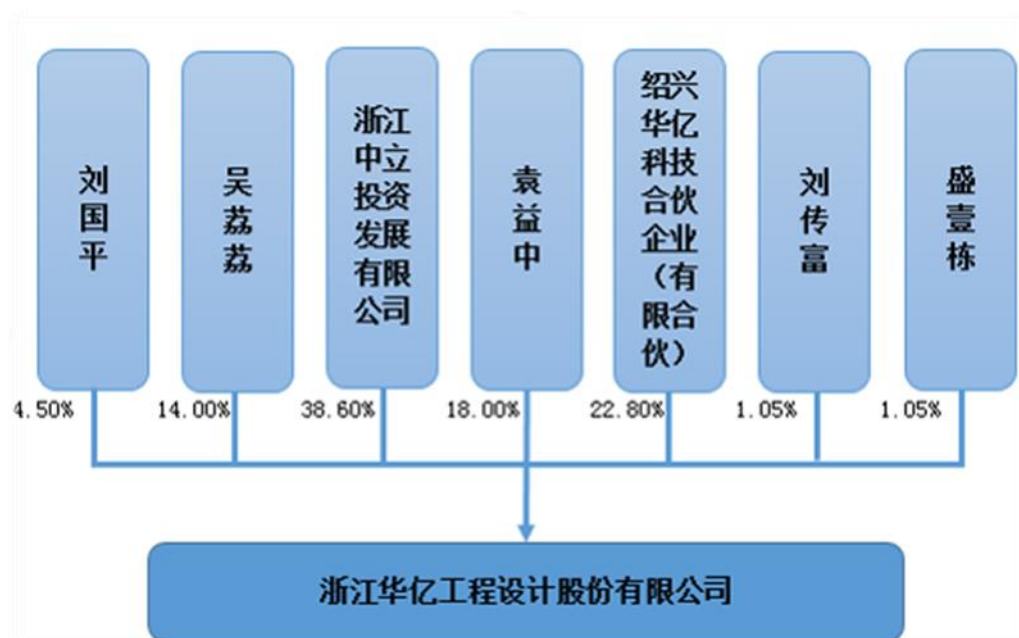 刘国平
吴荔荔
浙江
中立
投资
发展
有限
公司
袁益中
绍兴
华亿
科技
合伙
企业
（有
限合
伙）
刘传富
盛壹栋
4.50%
14.00%
38.60%
18.00%
22.80%
1.05%
1.05%
浙江华亿工程设计股份有限公司